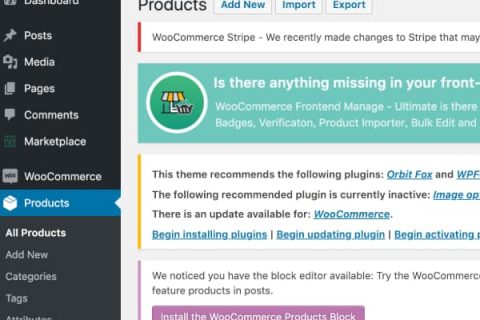 Dashboard
Posts
Media
Pages
Comments
Marketplace
WooCommerce
Products
All Products
Add New
Categories
Tags
Attributes
Products
Add New
Import
Export
WooCommerce Stripe - We recently made changes to Stripe that may
Is there anything missing in your front-
WooCommerce Frontend Manage - Ultimate is there
Badges, Verificaton, Product Importer, Bulk Edit and
This theme recommends the following plugins: Orbit Fox and WPF
The following recommended plugin is currently inactive: Image op
There is an update available for: WooCommerce.
Begin installing plugins | Begin updating plugin | Begin activating p
We noticed you have the block editor available: Try the WooCommerce
feature products in posts.
Install the WooCommerce Products Block